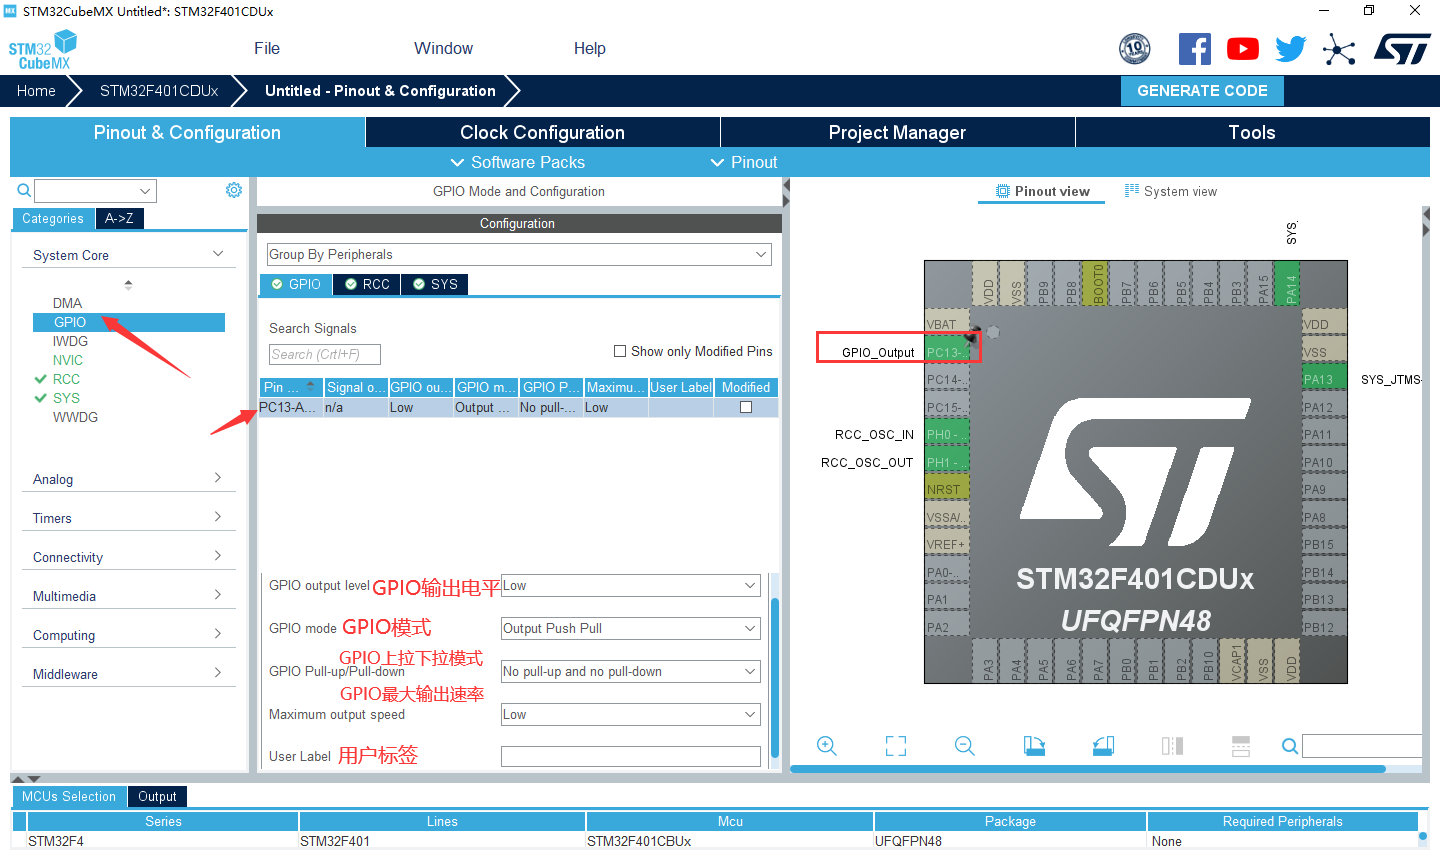 MX STM32CubeMX Untitled*: STM32F401CDUx
STM32
CubeMX
File Window Help
10
Home STM32F401CDUx Untitled - Pinout & Configuration GENERATE CODE
Pinout & Configuration Clock Configuration Project Manager Tools
Software Packs Pinout
GPIO Mode and Configuration
Categories A->Z
System Core
DMA
GPIO
IWDG
NVIC
RCC
SYS
WWDG
Analog
Timers
Connectivity
Multimedia
Computing
Middleware
Configuration
Group By Peripherals
GPIO RCC SYS
Search Signals
Search (Crtl+F) Show only Modified Pins
Pin ... Signal o... GPIO ou... GPIO m... GPIO P... Maximu... User Label Modified
PC13-A... n/a Low Output ... No pull-... Low
GPIO output level GPIO输出电平 Low
GPIO mode GPIO模式 Output Push Pull
GPIO上拉下拉模式
GPIO Pull-up/Pull-down No pull-up and no pull-down
GPIO最大输出速率
Maximum output speed Low
User Label 用户标签
Pinout view System view
SYS_
VDD VSS PB9 PB8 BOOT0 PB7 PB6 PB5 PB4 PB3 PA15 PA14
VBAT
GPIO_Output PC13-..
PC14-..
PC15-..
RCC_OSC_IN PH0 - ..
RCC_OSC_OUT PH1 - ..
NRST
VSSA/..
VREF+
PA0-..
PA1
PA2
VDD
VSS
PA13 SYS_JTMS-
PA12
PA11
PA10
PA9
PA8
PB15
PB14
PB13
PB12
ST
STM32F401CDUx
UFQFPN48
PA3 PA4 PA5 PA6 PA7 PB0 PB1 PB2 PB10 VCAP1 VSS VDD
MCUs Selection Output
Series Lines Mcu Package Required Peripherals
STM32F4 STM32F401 STM32F401CBUx UFQFPN48 None